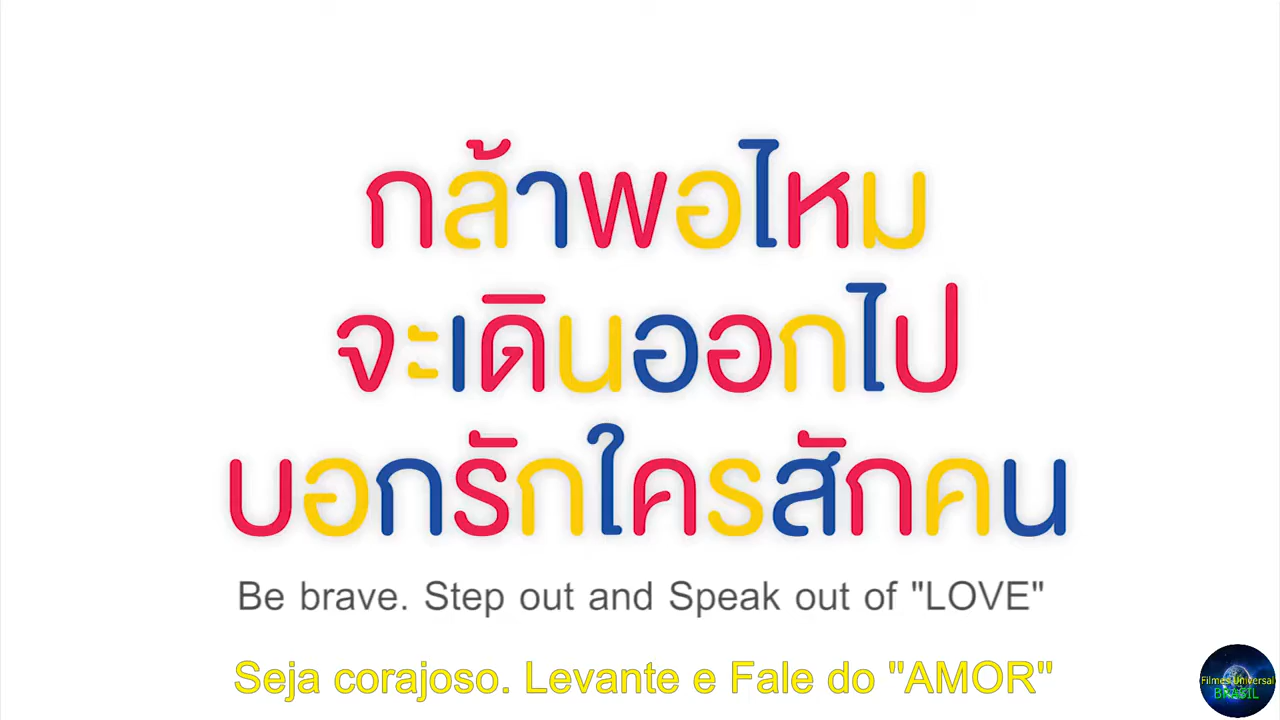 กล้าพอไหม
จะเดินออกไป
บอกรักใครสักคน
Be brave. Step out and Speak out of "LOVE"
Seja corajoso. Levante e Fale do "AMOR"
Filmes Universal
BRASIL